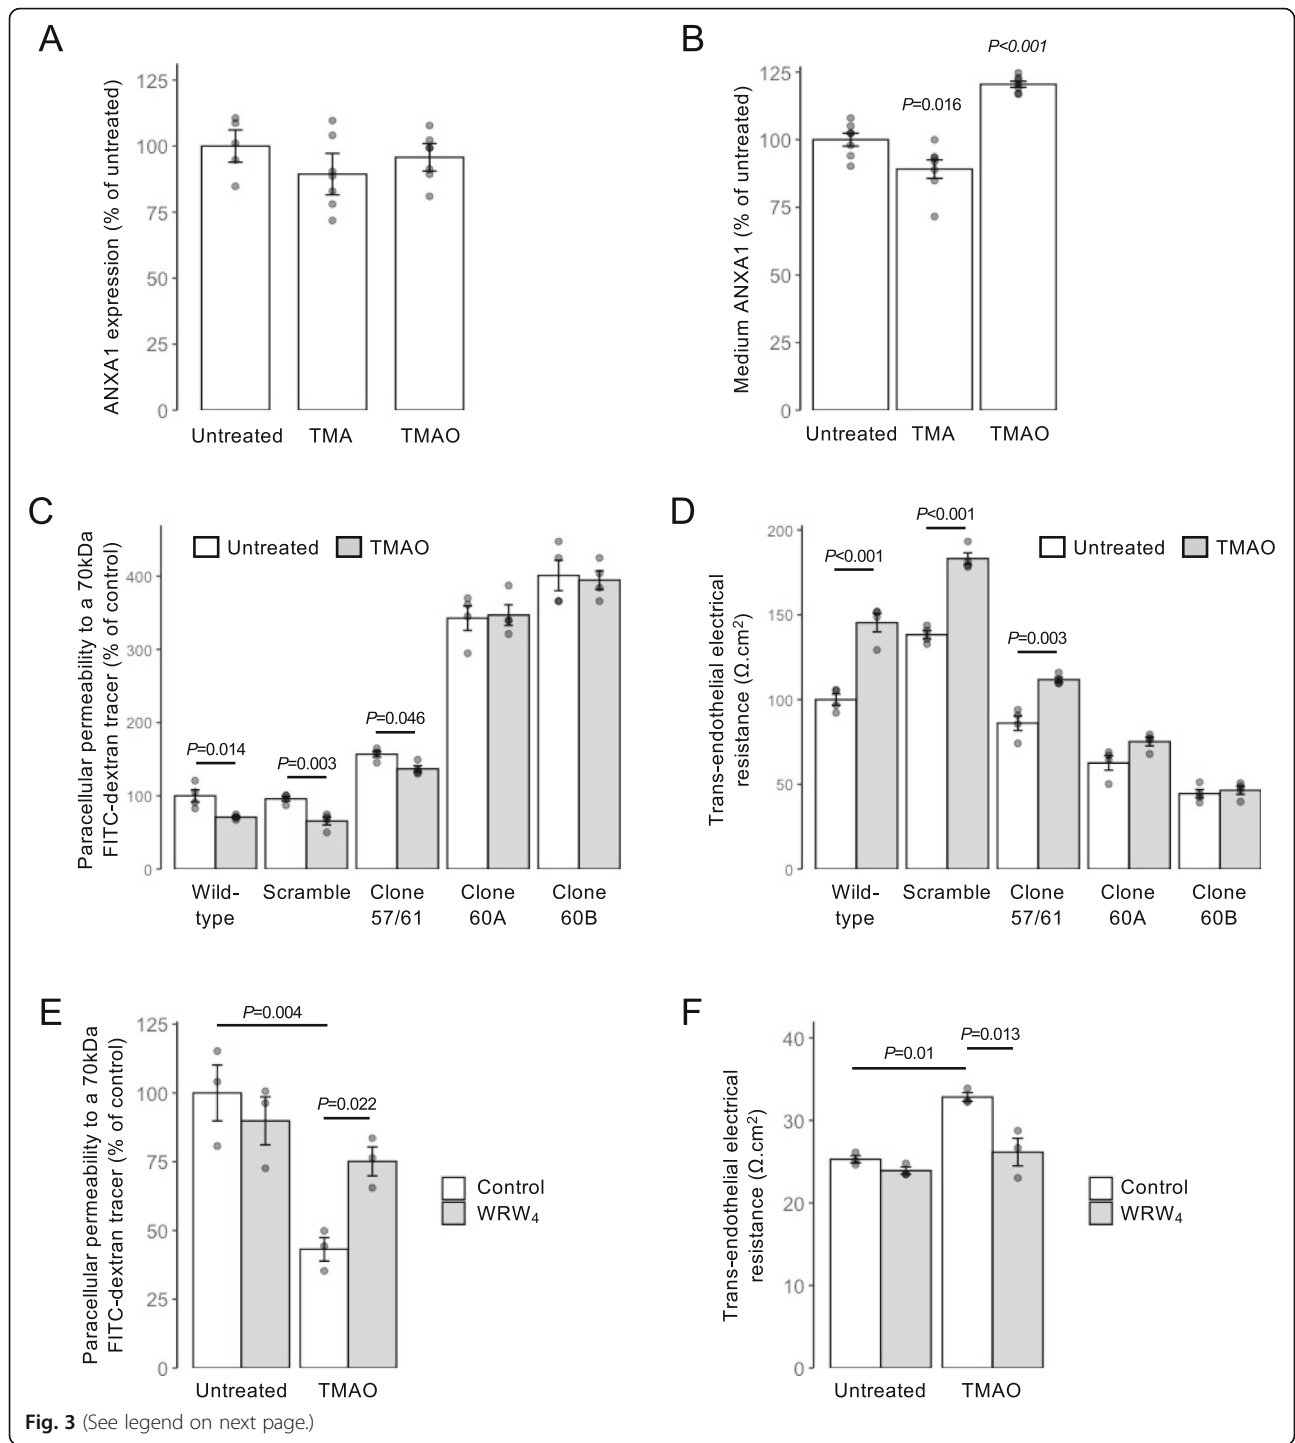 A
ANXA1 expression (% of untreated)
125
100
75
50
25
0
Untreated TMA TMAO
B
Medium ANXA1 (% of untreated)
125
100
75
50
25
0
P=0.016
P<0.001
Untreated TMA TMAO
C
Paracellular permeability to a 70kDa
FITC-dextran tracer (% of control)
400
300
200
100
0
Untreated TMAO
P=0.014
P=0.003
P=0.046
Wild-
type
Scramble
Clone
57/61
Clone
60A
Clone
60B
D
Trans-endothelial electrical
resistance (Ω.cm²)
200
150
100
50
0
Untreated TMAO
P<0.001
P<0.001
P=0.003
Wild-
type
Scramble
Clone
57/61
Clone
60A
Clone
60B
E
Paracellular permeability to a 70kDa
FITC-dextran tracer (% of control)
125
100
75
50
25
0
P=0.004
P=0.022
Control
WRW₄
Untreated TMAO
F
Trans-endothelial electrical
resistance (Ω.cm²)
40
30
20
10
0
P=0.01
P=0.013
Control
WRW₄
Untreated TMAO
Fig. 3 (See legend on next page.)